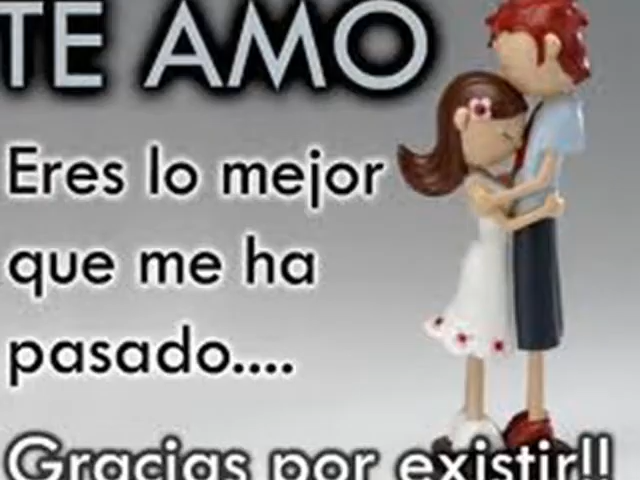 TE AMO
Eres lo mejor
que me ha
pasado....
Gracias por existir!!